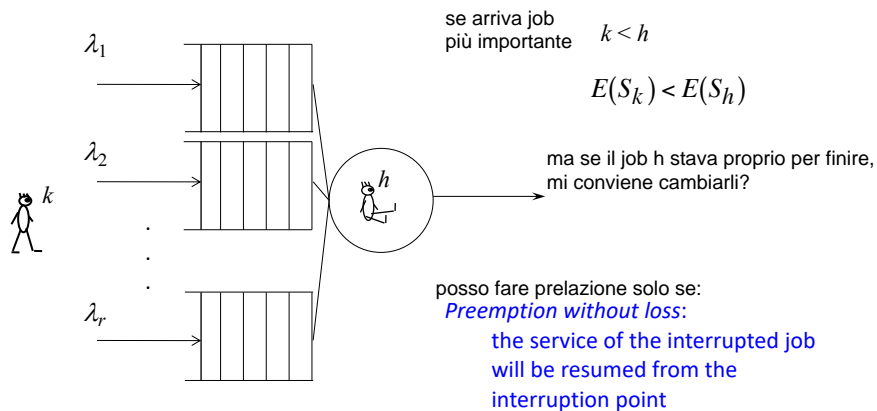 se arriva job
più importante k < h
λ1
E(Sk) < E(Sh)
λ2
ma se il job h stava proprio per finire,
mi conviene cambiarli?
k
h
.
.
.
λr
posso fare prelazione solo se:
Preemption without loss:
the service of the interrupted job
will be resumed from the
interruption point